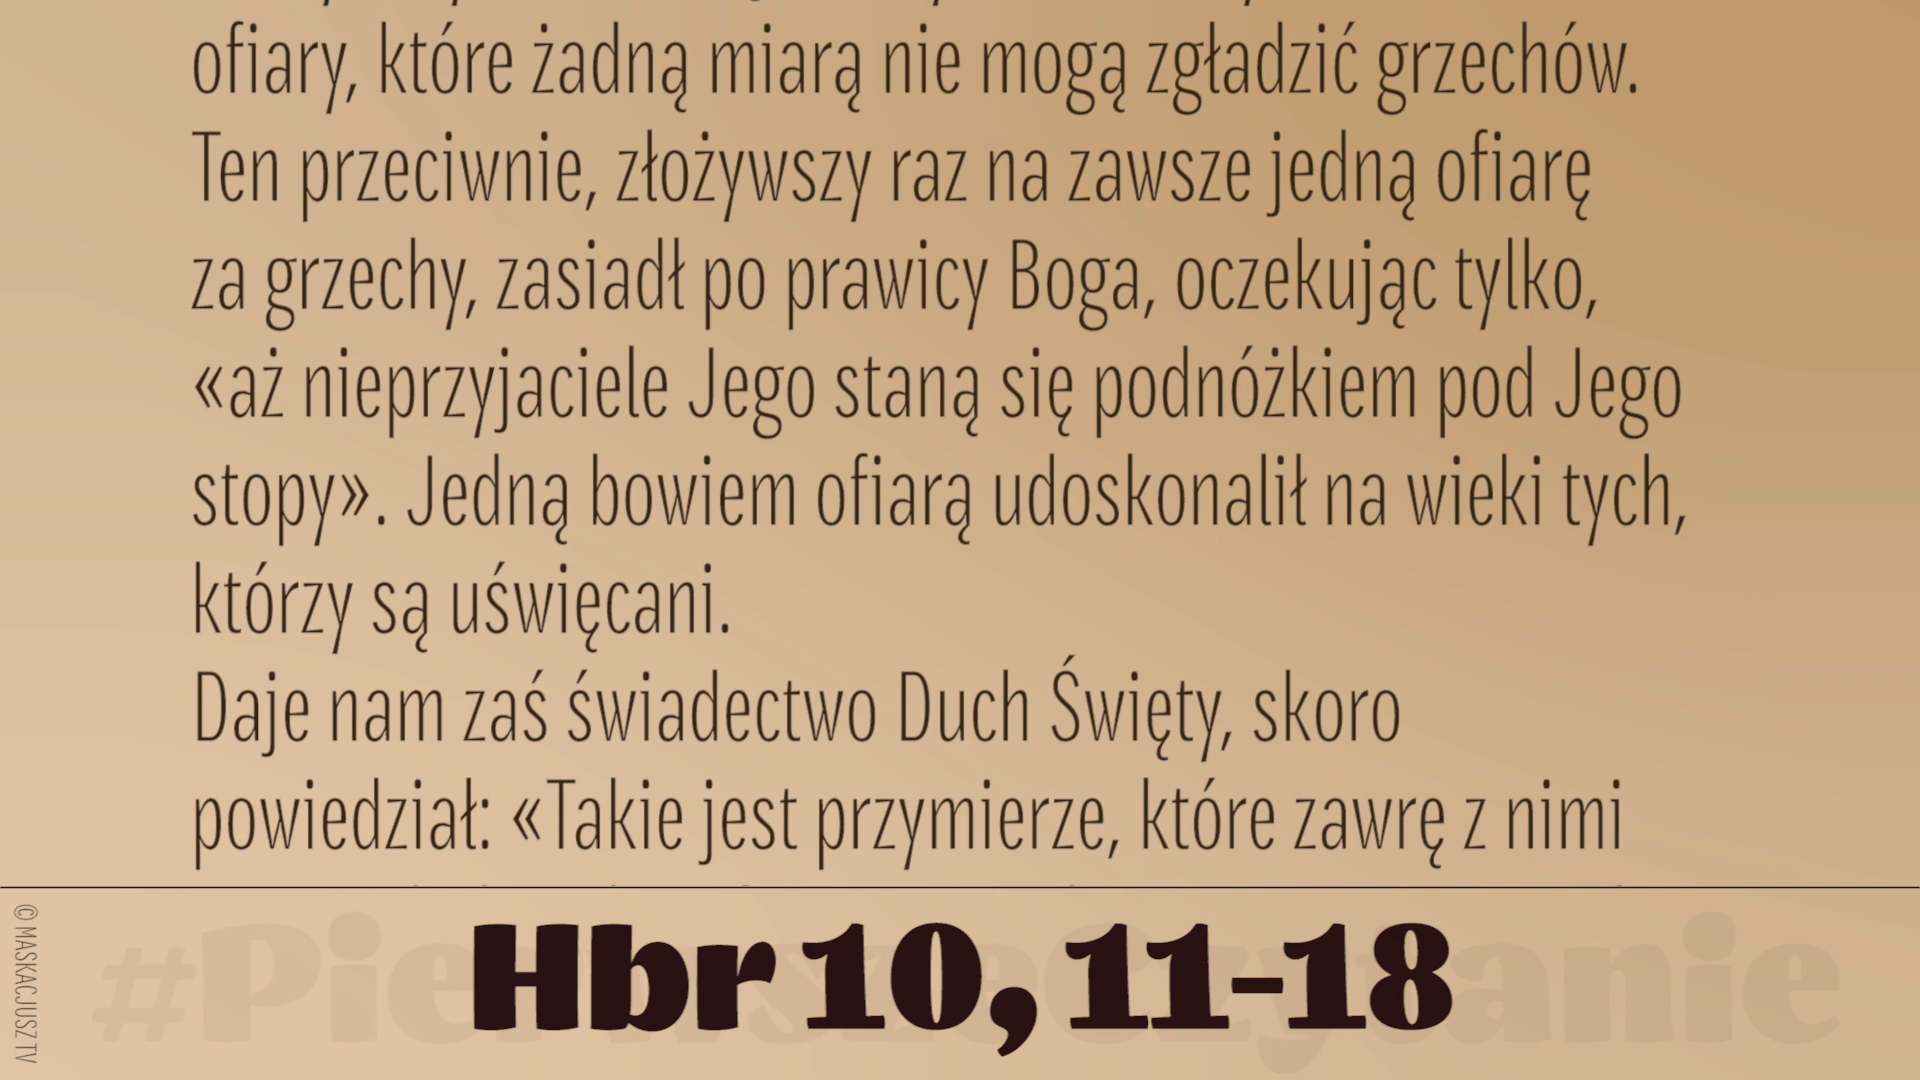 ofiary, które żadną miarą nie mogą zgładzić grzechów.
Ten przeciwnie, złożywszy raz na zawsze jedną ofiarę
za grzechy, zasiadł po prawicy Boga, oczekując tylko,
«aż nieprzyjaciele Jego staną się podnóżkiem pod Jego
stopy». Jedną bowiem ofiarą udoskonalił na wieki tych,
którzy są uświęcani.
Daje nam zaś świadectwo Duch Święty, skoro
powiedział: «Takie jest przymierze, które zawrę z nimi
#PierwszeCzytanie
Hbr 10, 11-18
© MASKACJUSZ TV